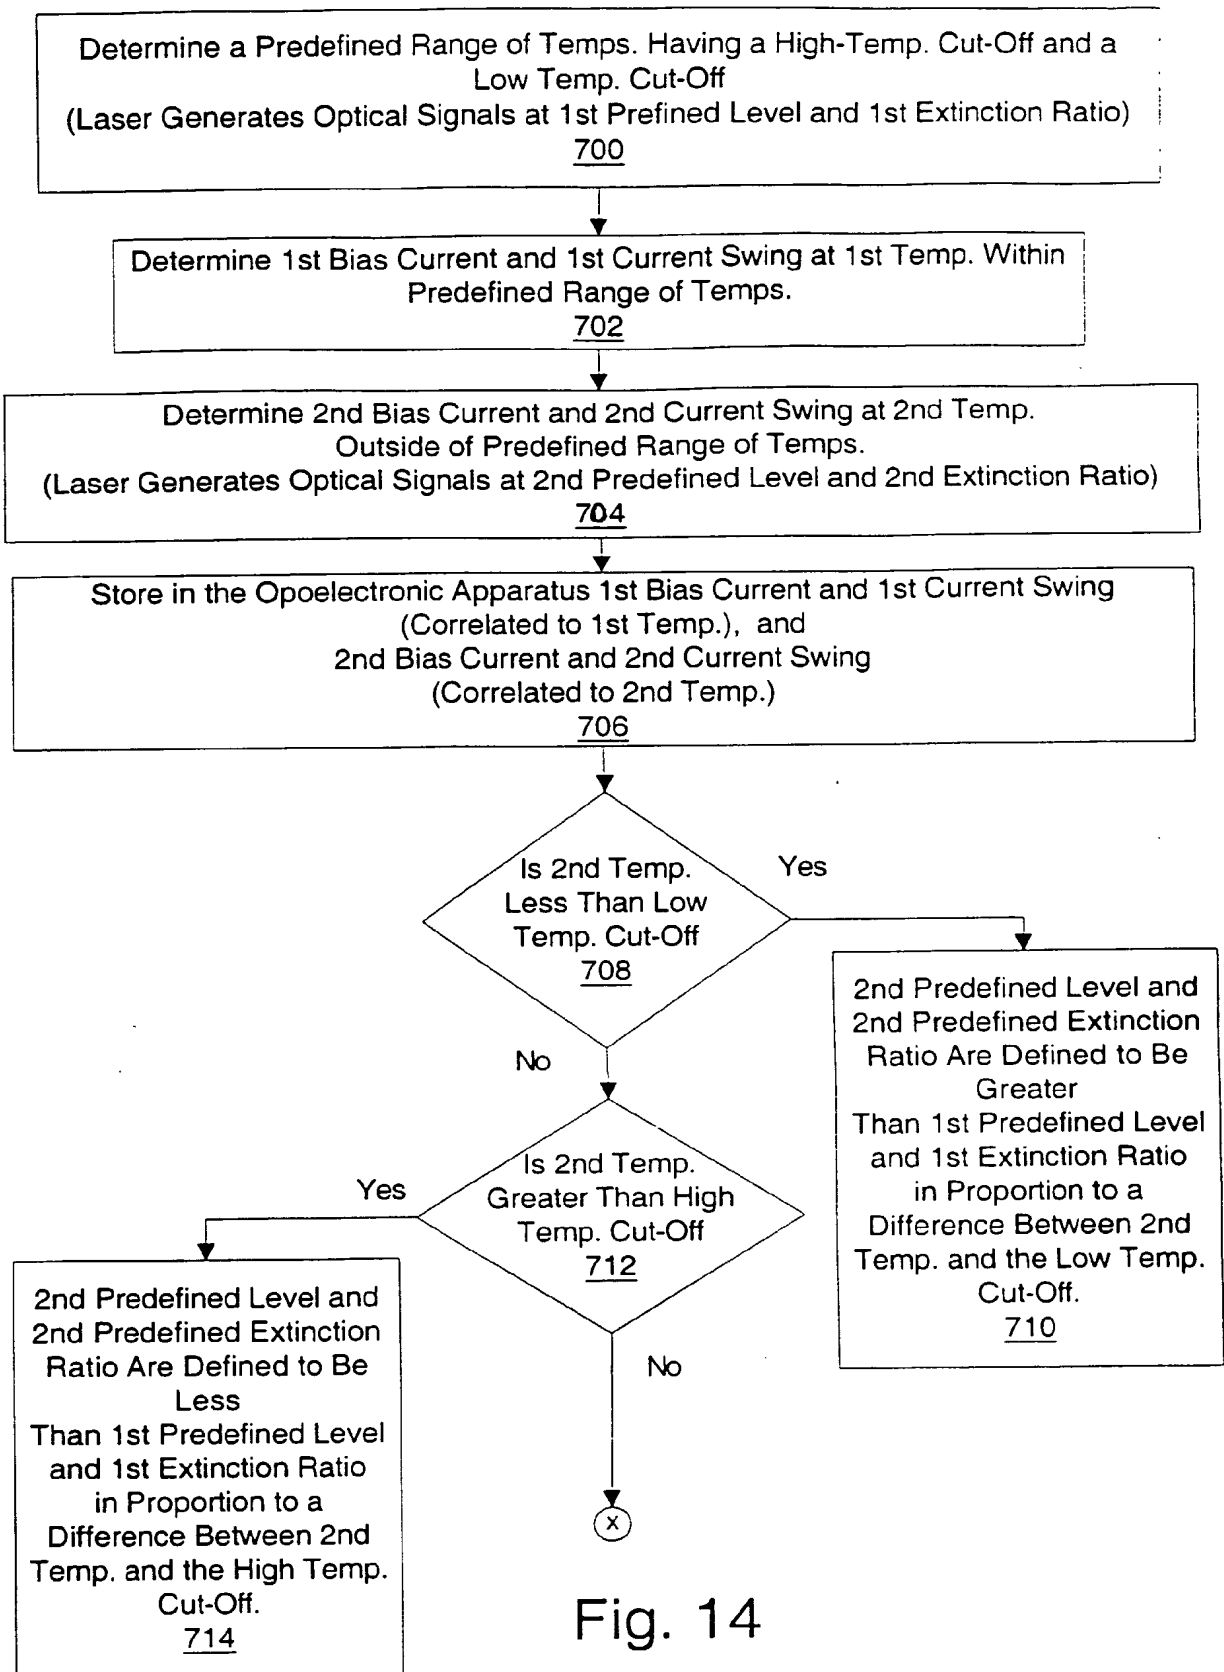 Determine a Predefined Range of Temps. Having a High-Temp. Cut-Off and a
Low Temp. Cut-Off
(Laser Generates Optical Signals at 1st Prefined Level and 1st Extinction Ratio)
700
Determine 1st Bias Current and 1st Current Swing at 1st Temp. Within
Predefined Range of Temps.
702
Determine 2nd Bias Current and 2nd Current Swing at 2nd Temp.
Outside of Predefined Range of Temps.
(Laser Generates Optical Signals at 2nd Predefined Level and 2nd Extinction Ratio)
704
Store in the Opoelectronic Apparatus 1st Bias Current and 1st Current Swing
(Correlated to 1st Temp.), and
2nd Bias Current and 2nd Current Swing
(Correlated to 2nd Temp.)
706
Is 2nd Temp.
Less Than Low
Temp. Cut-Off
708
Yes
No
2nd Predefined Level and
2nd Predefined Extinction
Ratio Are Defined to Be
Greater
Than 1st Predefined Level
and 1st Extinction Ratio
in Proportion to a
Difference Between 2nd
Temp. and the Low Temp.
Cut-Off.
710
Is 2nd Temp.
Greater Than High
Temp. Cut-Off
712
Yes
No
2nd Predefined Level and
2nd Predefined Extinction
Ratio Are Defined to Be
Less
Than 1st Predefined Level
and 1st Extinction Ratio
in Proportion to a
Difference Between 2nd
Temp. and the High Temp.
Cut-Off.
714
X
Fig. 14